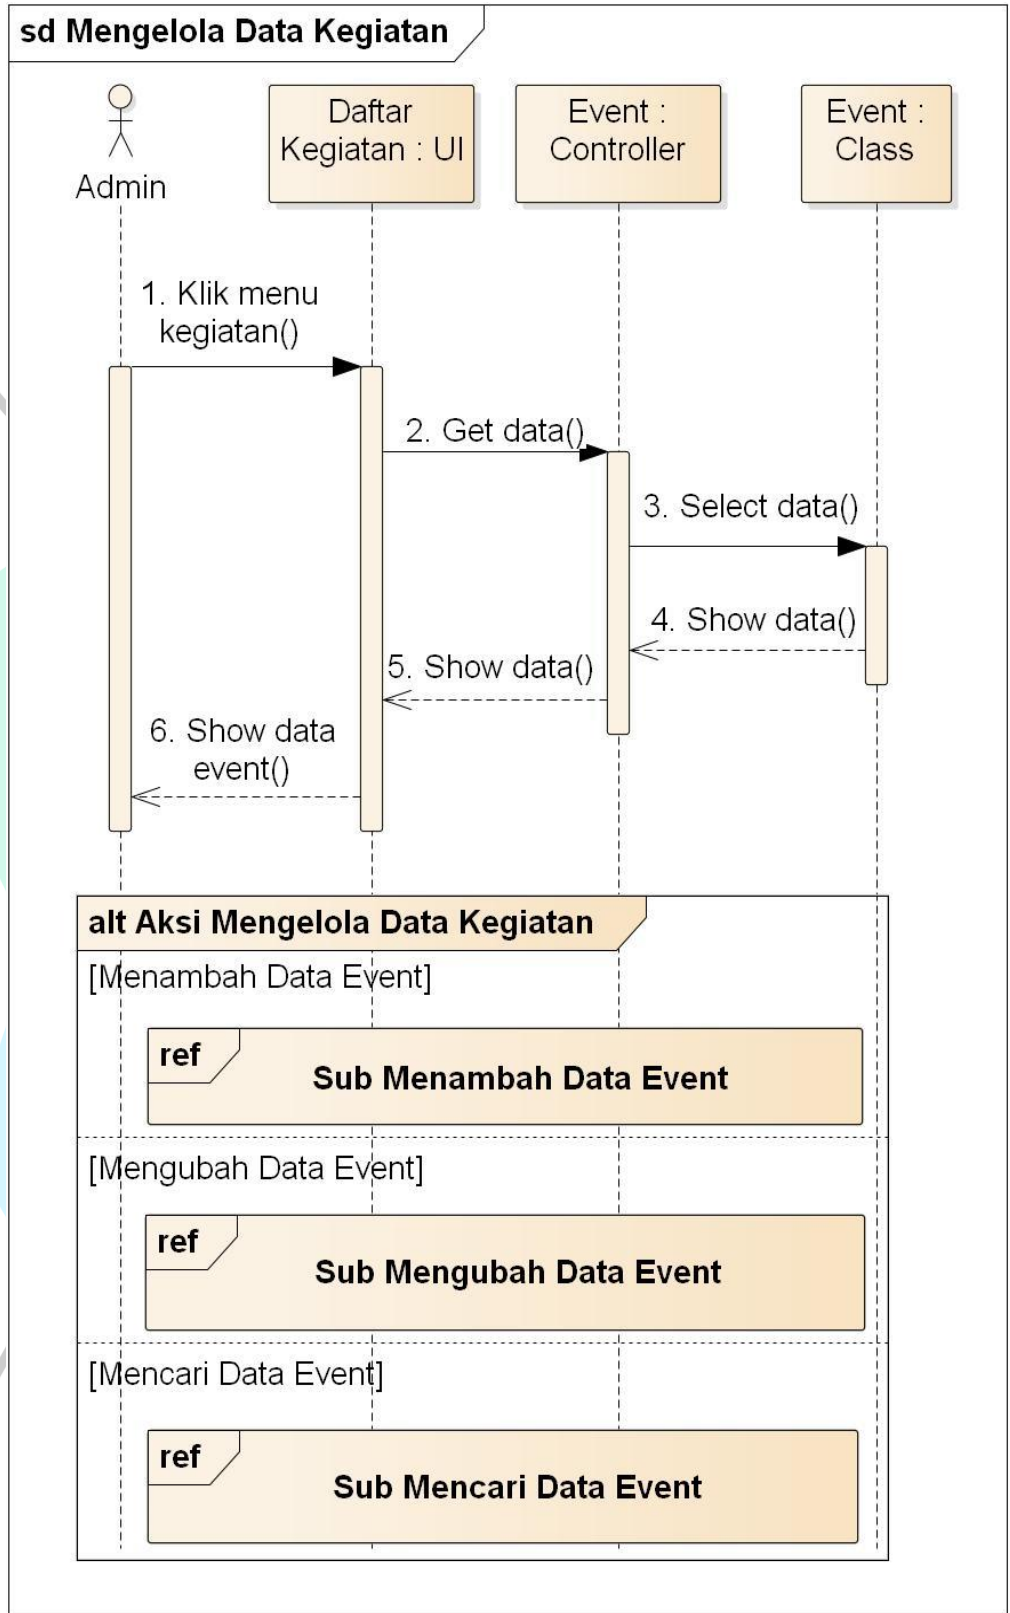 sd Mengelola Data Kegiatan
Admin
Daftar
Kegiatan : UI
Event :
Controller
Event :
Class
1. Klik menu
kegiatan()
2. Get data()
3. Select data()
4. Show data()
5. Show data()
6. Show data
event()
alt Aksi Mengelola Data Kegiatan
[Menambah Data Event]
ref
Sub Menambah Data Event
[Mengubah Data Event]
ref
Sub Mengubah Data Event
[Mencari Data Event]
ref
Sub Mencari Data Event